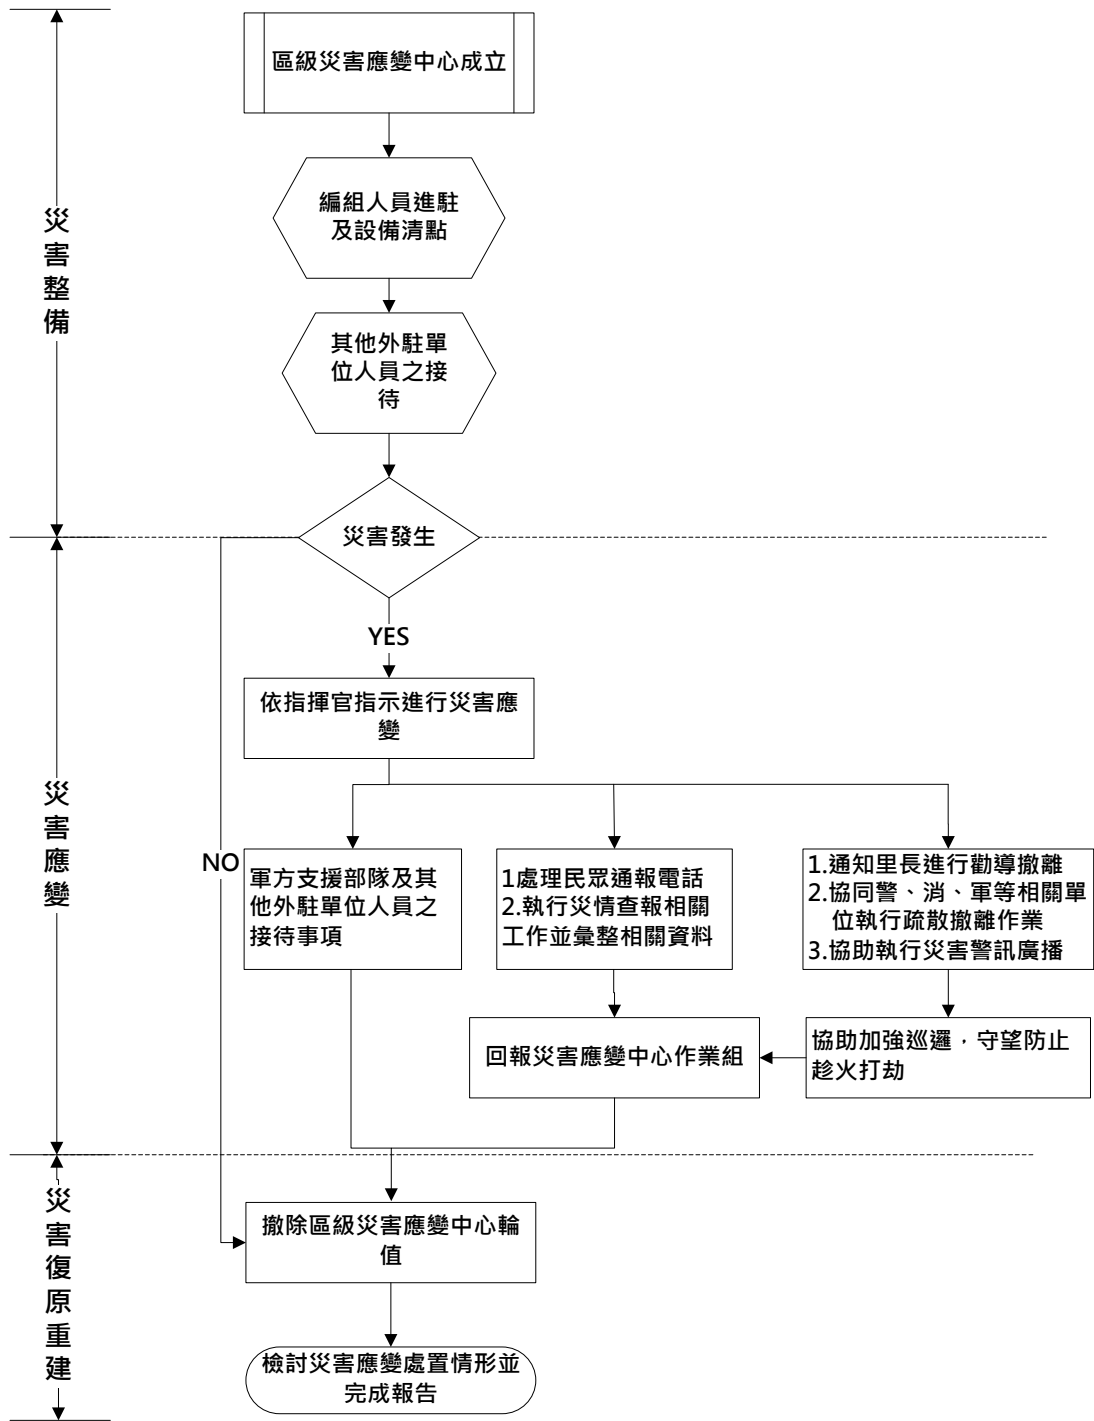 區級災害應變中心成立
編組人員進駐
及設備清點
其他外駐單
位人員之接
待
災害整備
災害發生
YES
依指揮官指示進行災害應
變
災害應變
NO
軍方支援部隊及其
他外駐單位人員之
接待事項
1處理民眾通報電話
2.執行災情查報相關
工作並彙整相關資料
1.通知里長進行勸導撤離
2.協同警、消、軍等相關單
位執行疏散撤離作業
3.協助執行災害警訊廣播
回報災害應變中心作業組
協助加強巡邏，守望防止
趁火打劫
災害復原重建
撤除區級災害應變中心輪
值
檢討災害應變處置情形並
完成報告